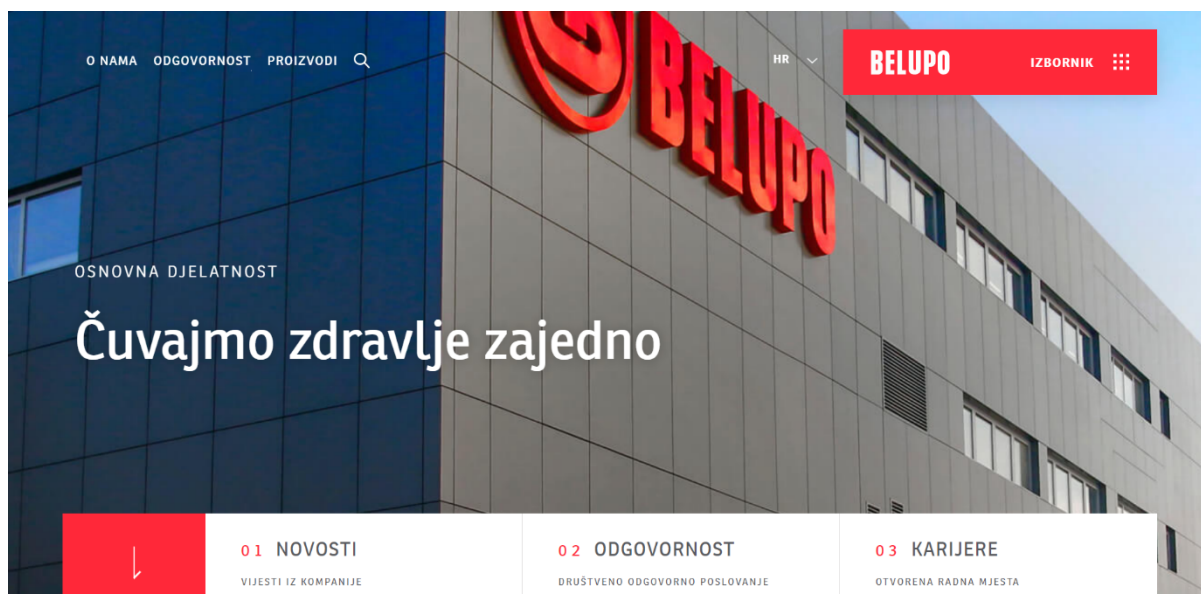 O NAMA ODGOVORNOST PROIZVODI
HR
BELUPO
IZBORNIK
BELUPO
OSNOVNA DJELATNOST
Čuvajmo zdravlje zajedno
01 NOVOSTI
VIJESTI IZ KOMPANIJE
02 ODGOVORNOST
DRUŠTVENO ODGOVORNO POSLOVANJE
03 KARIJERE
OTVORENA RADNA MJESTA